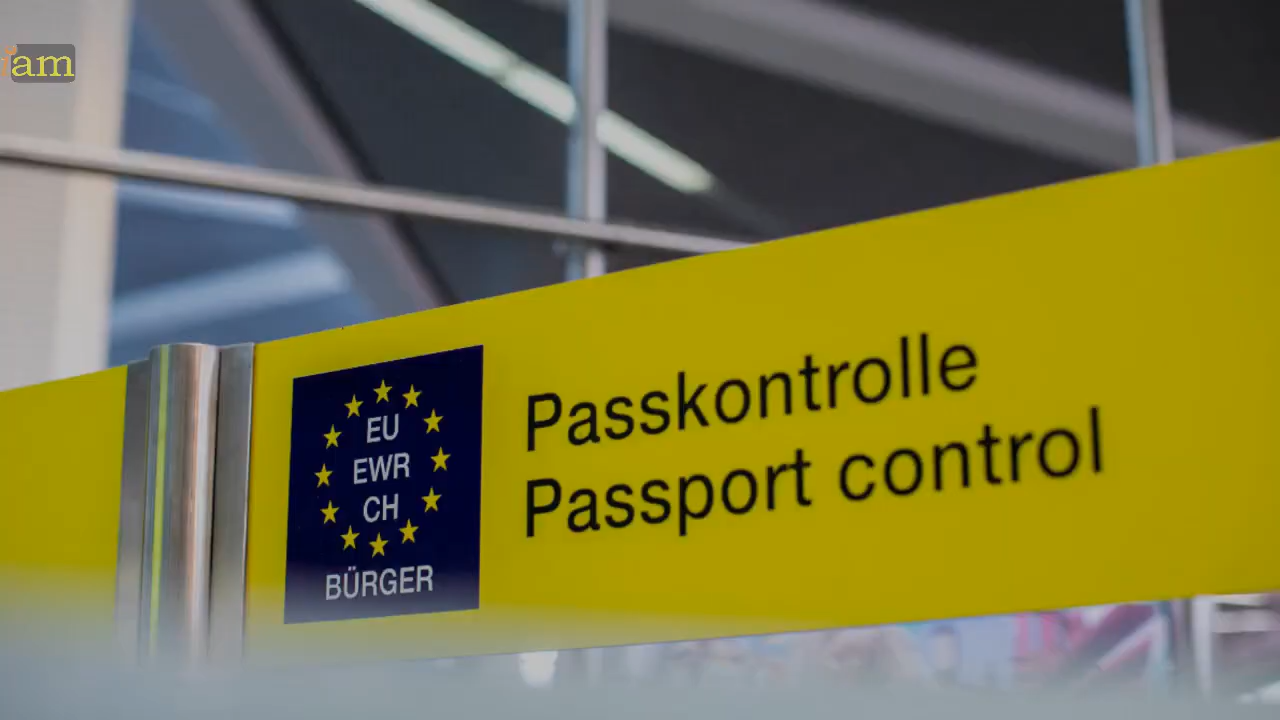 am
EU
EWR
CH
BÜRGER
Passkontrolle
Passport control